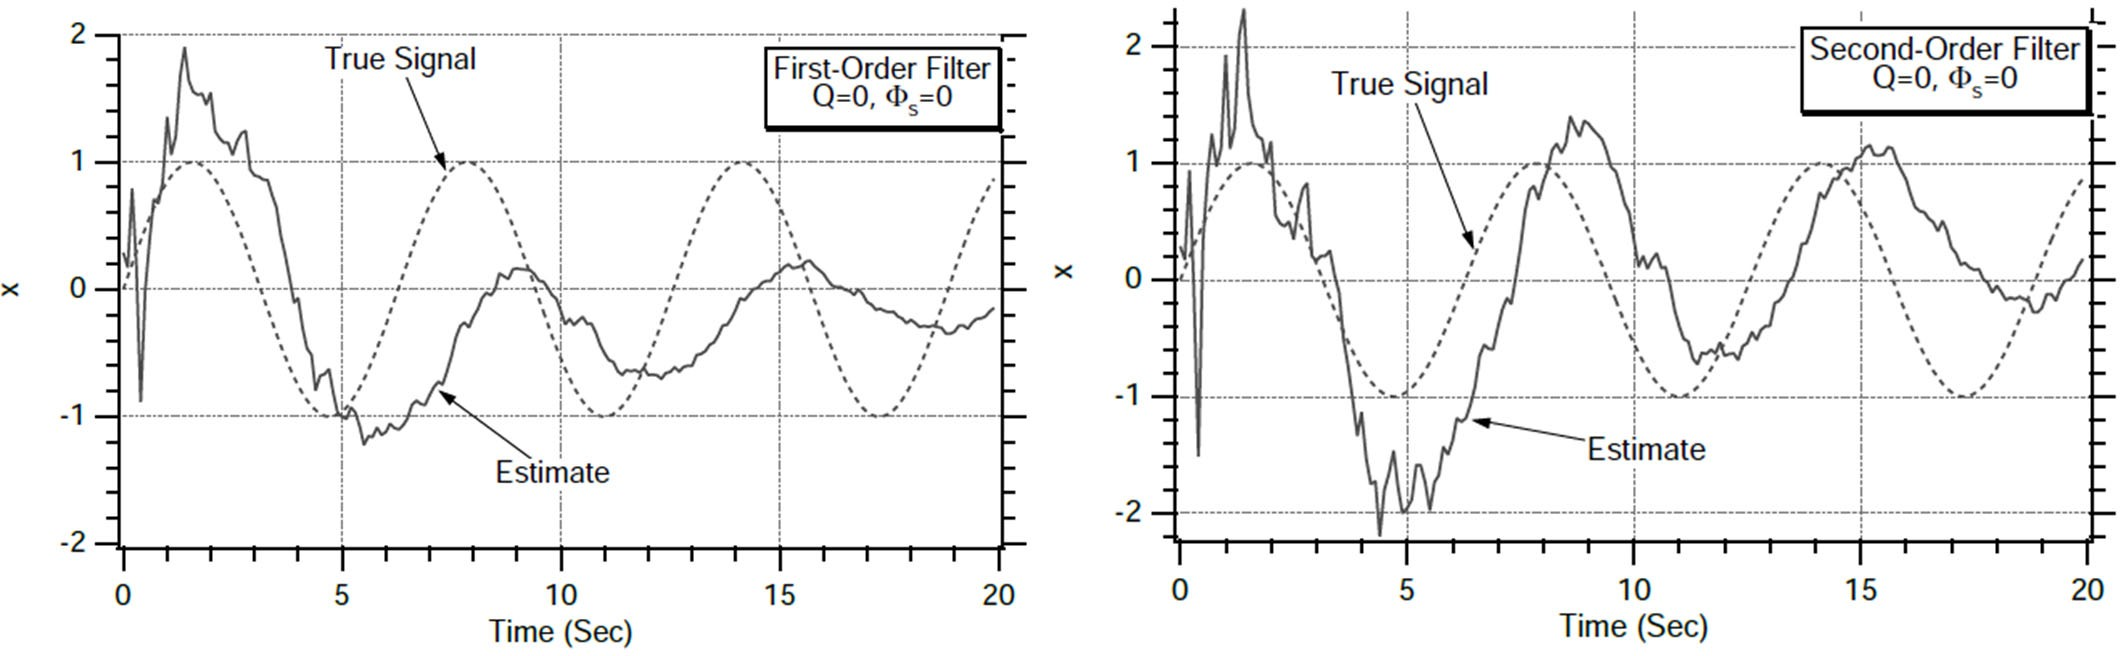 2
1
0
-1
-2
x
True Signal
First-Order Filter
Q=0, Φs=0
Estimate
0 5 10 15 20
Time (Sec)
2
1
0
-1
-2
x
True Signal
Second-Order Filter
Q=0, Φs=0
Estimate
0 5 10 15 20
Time (Sec)